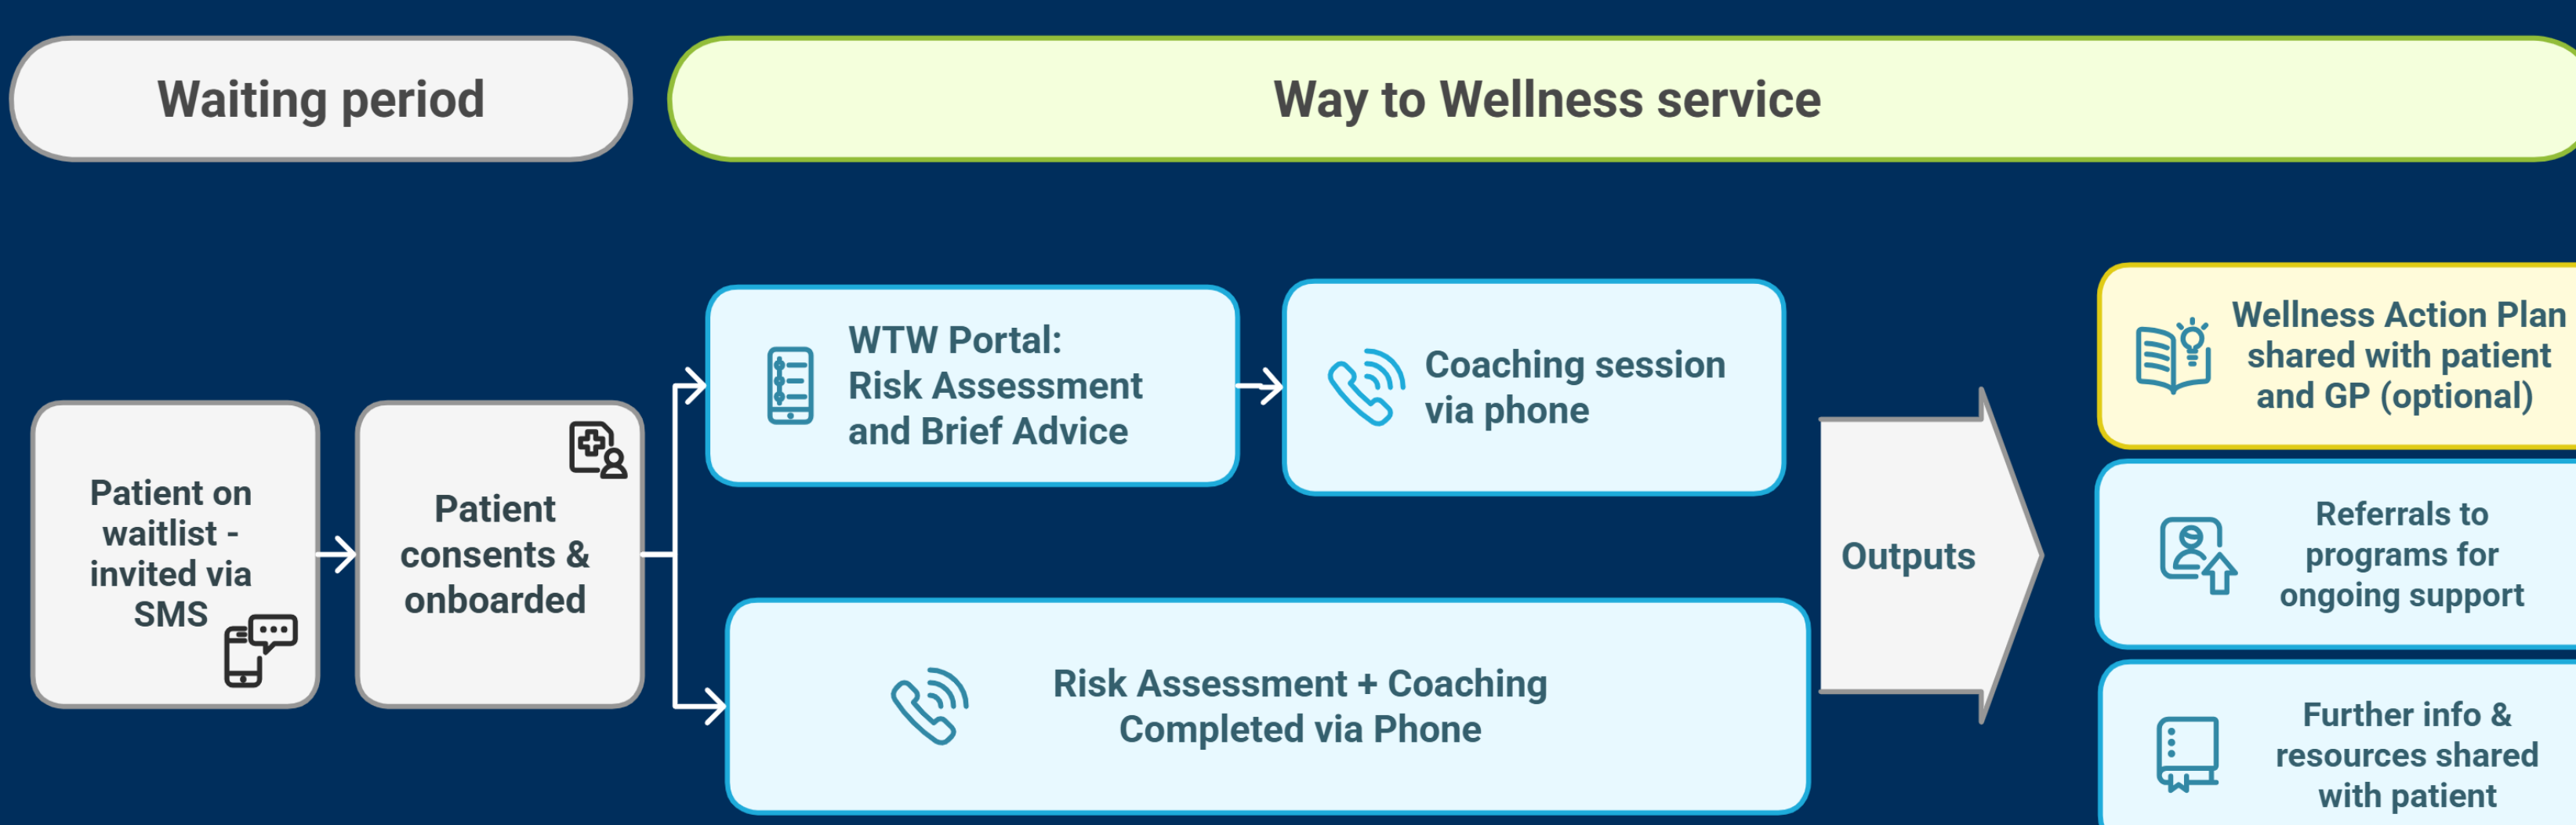 Waiting period
Way to Wellness service
Patient on
waitlist -
invited via
SMS
Patient
consents &
onboarded
WTW Portal:
Risk Assessment
and Brief Advice
Coaching session
via phone
Risk Assessment + Coaching
Completed via Phone
Outputs
Wellness Action Plan
shared with patient
and GP (optional)
Referrals to
programs for
ongoing support
Further info &
resources shared
with patient